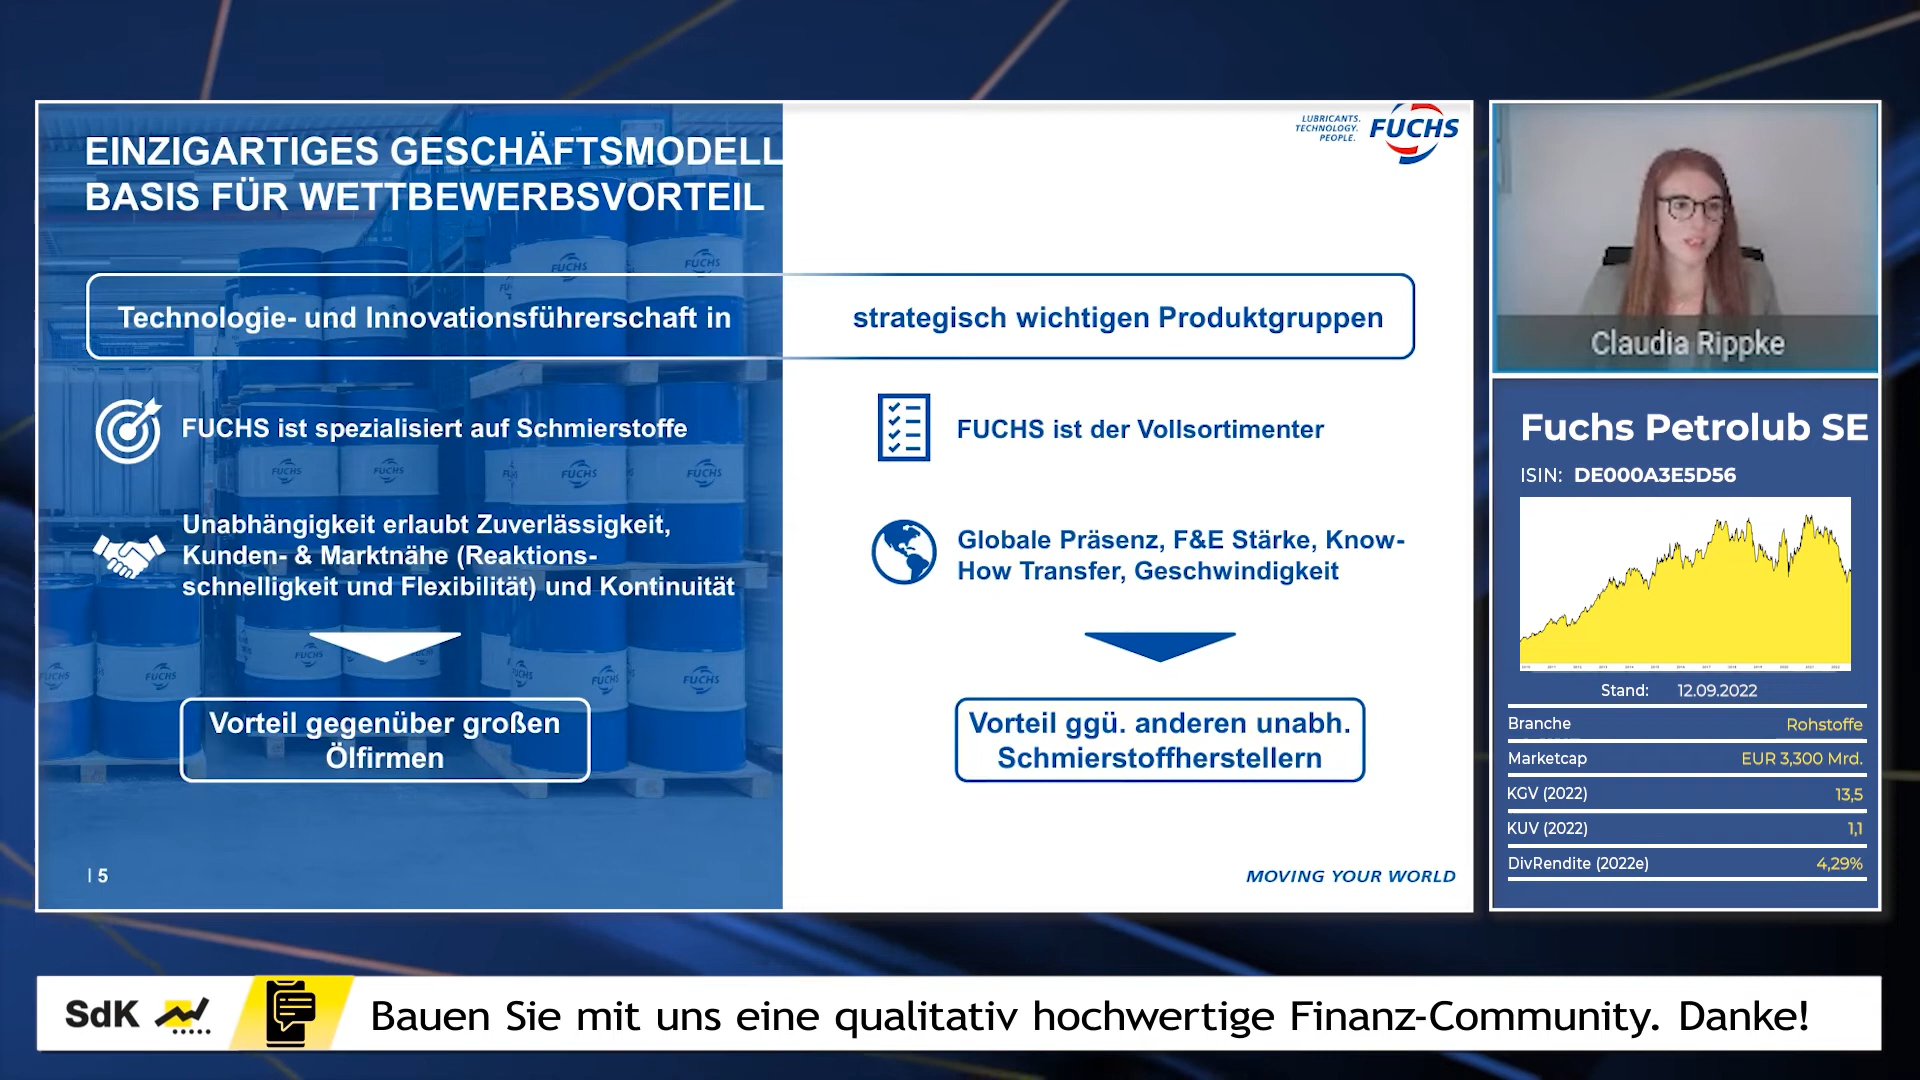 EINZIGARTIGES GESCHÄFTSMODELL
BASIS FÜR WETTBEWERBSVORTEIL
LUBRICANTS.
TECHNOLOGY.
PEOPLE.
FUCHS
Technologie- und Innovationsführerschaft in strategisch wichtigen Produktgruppen
FUCHS ist spezialisiert auf Schmierstoffe
Unabhängigkeit erlaubt Zuverlässigkeit,
Kunden- & Marktnähe (Reaktions-
schnelligkeit und Flexibilität) und Kontinuität
Vorteil gegenüber großen
Ölfirmen
FUCHS ist der Vollsortimenter
Globale Präsenz, F&E Stärke, Know-
How Transfer, Geschwindigkeit
Vorteil ggü. anderen unabh.
Schmierstoffherstellern
| 5
MOVING YOUR WORLD
Claudia Rippke
Fuchs Petrolub SE
ISIN: DE000A3E5D56
Stand: 12.09.2022
Branche Rohstoffe
Marketcap EUR 3,300 Mrd.
KGV (2022) 13,5
KUV (2022) 1,1
DivRendite (2022e) 4,29%
SdK
Bauen Sie mit uns eine qualitativ hochwertige Finanz-Community. Danke!